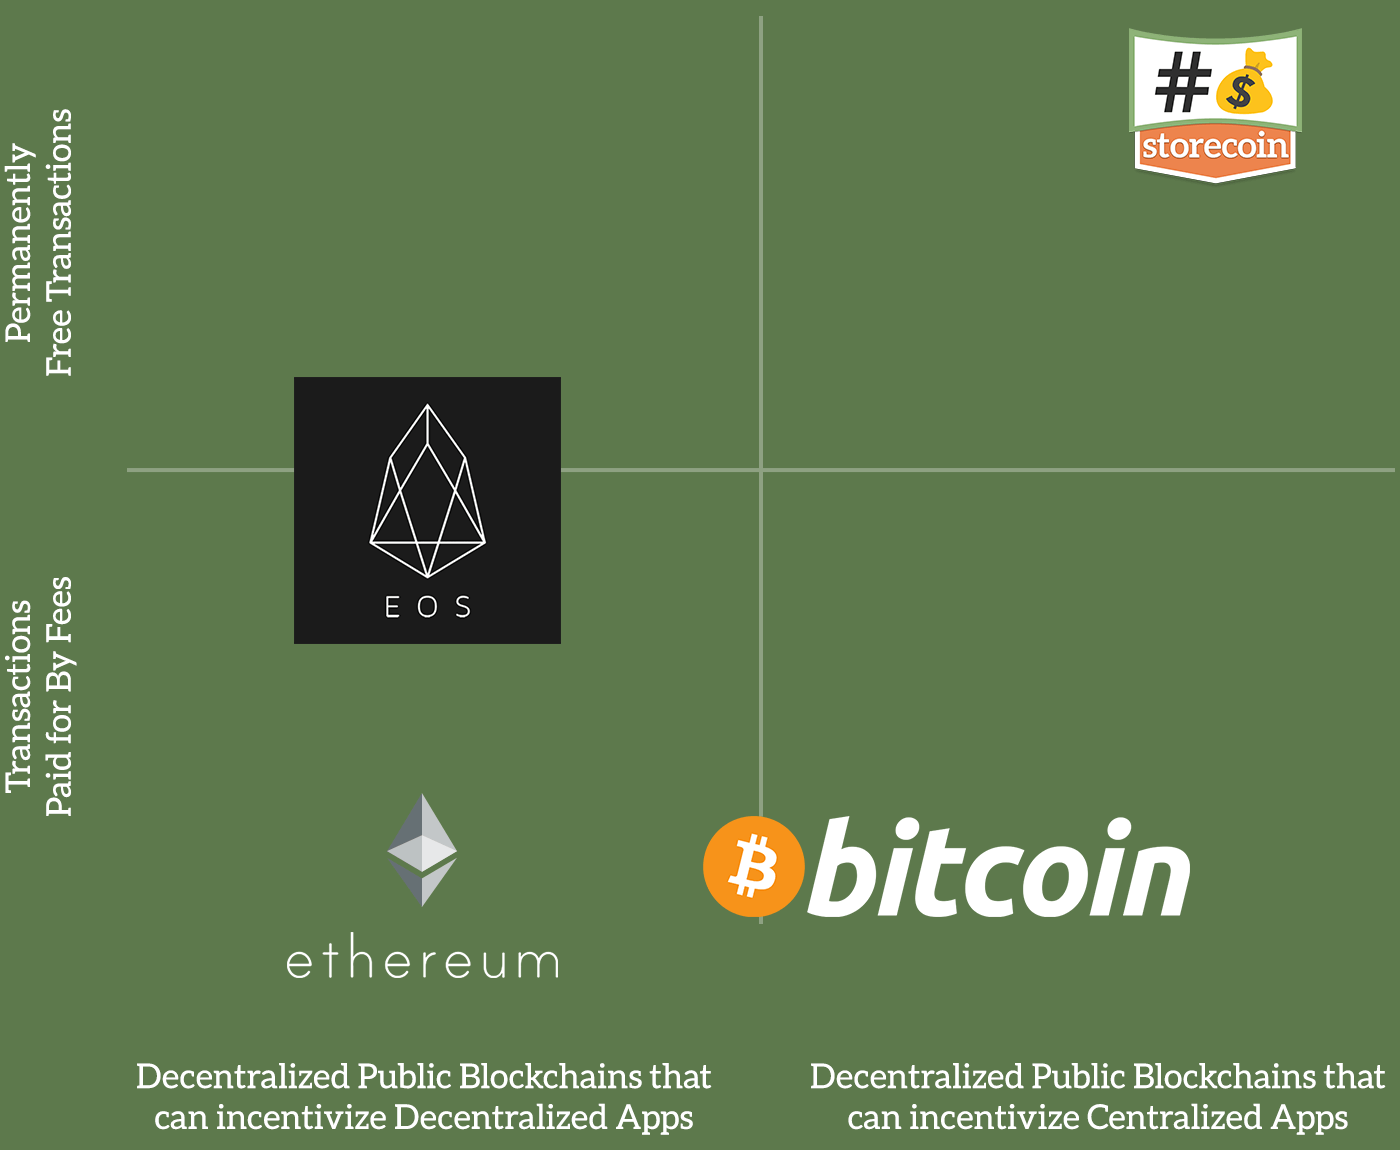 #$
storecoin
Permanently
Free Transactions
EOS
Transactions
Paid for By Fees
bitcoin
ethereum
Decentralized Public Blockchains that
can incentivize Decentralized Apps
Decentralized Public Blockchains that
can incentivize Centralized Apps